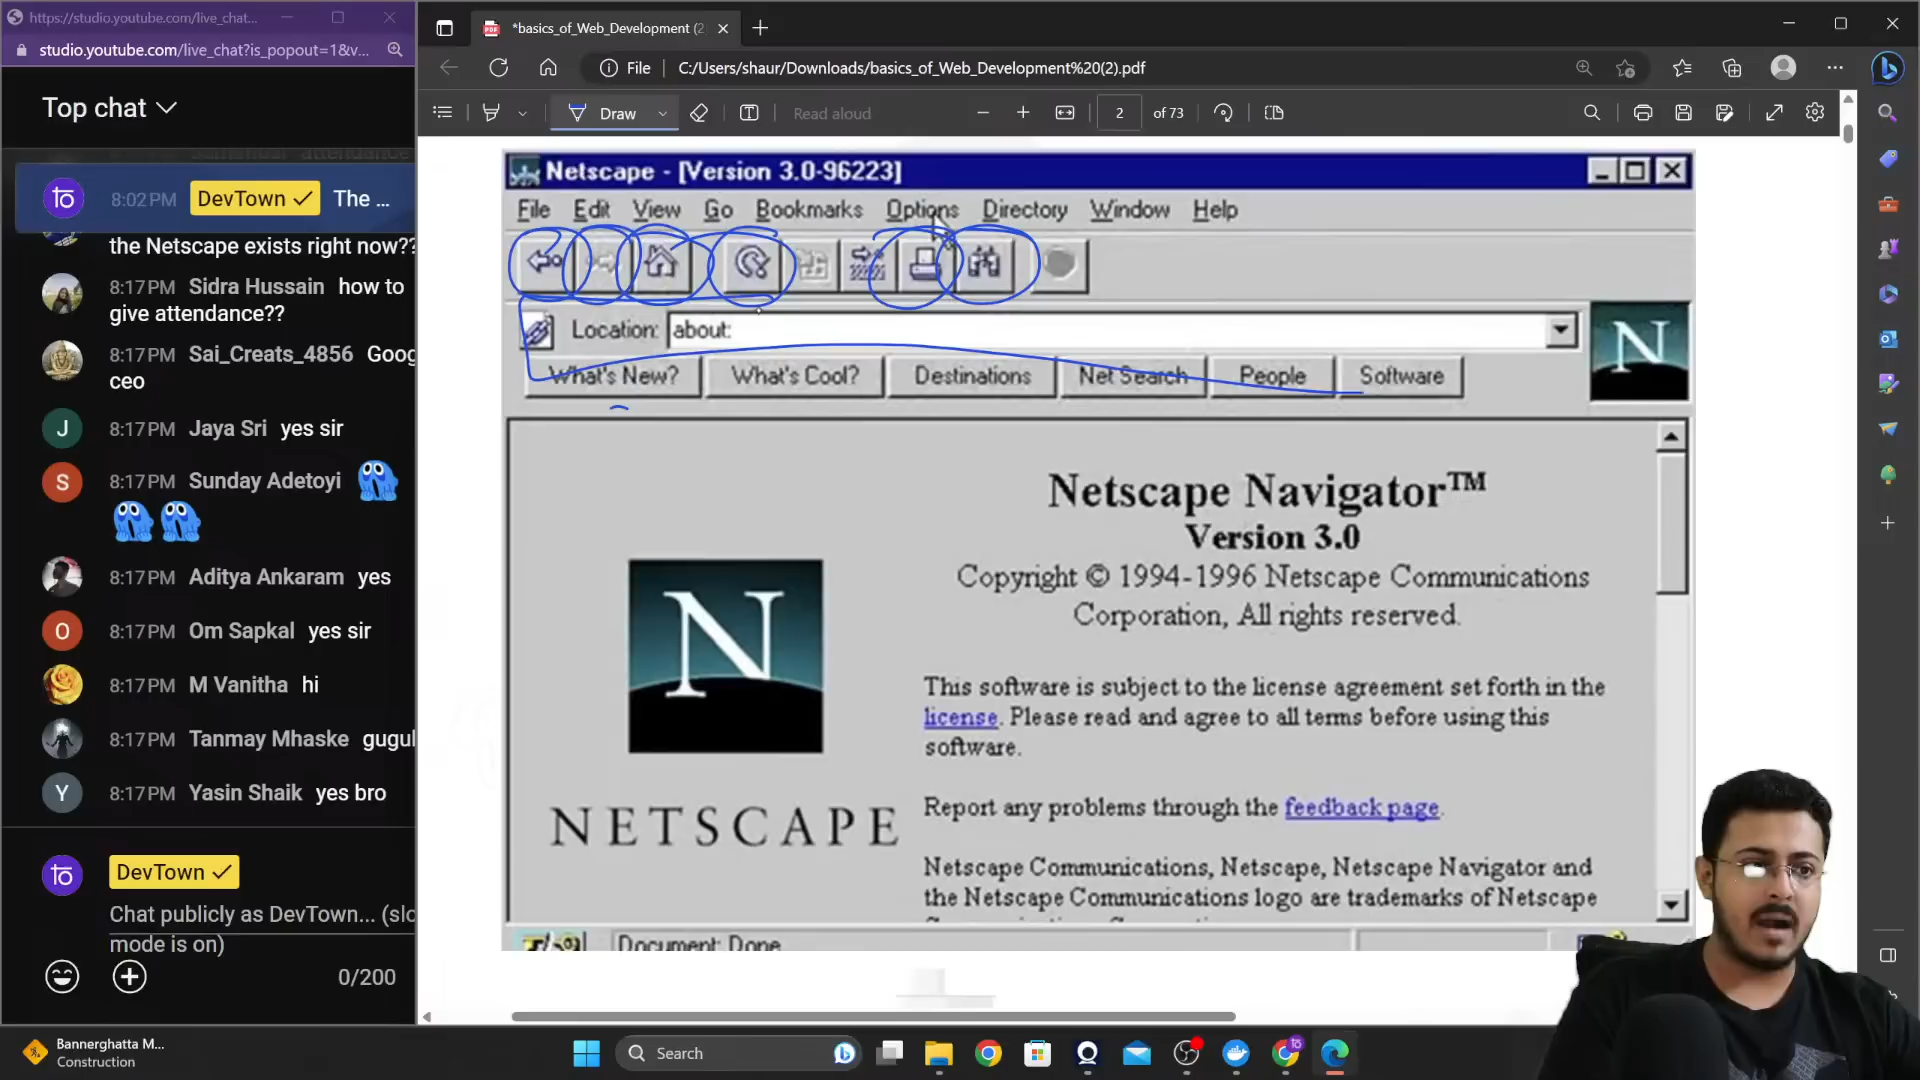 https://studio.youtube.com/live_chat...
studio.youtube.com/live_chat?is_popout=1&v...
Top chat
8:02 PM DevTown The ...
the Netscape exists right now??
8:17 PM Sidra Hussain how to
give attendance??
8:17 PM Sai_Creats_4856 Goog
ceo
J 8:17 PM Jaya Sri yes sir
S 8:17 PM Sunday Adetoyi
8:17 PM Aditya Ankaram yes
O 8:17 PM Om Sapkal yes sir
8:17 PM M Vanitha hi
8:17 PM Tanmay Mhaske gugul
Y 8:17 PM Yasin Shaik yes bro
DevTown
Chat publicly as DevTown... (slo
mode is on)
0/200
*basics_of_Web_Development (2
File C:/Users/shaur/Downloads/basics_of_Web_Development%20(2).pdf
Draw Read aloud 2 of 73
Netscape - [Version 3.0-96223]
File Edit View Go Bookmarks Options Directory Window Help
Location: about:
What's New? What's Cool? Destinations Net Search People Software
N
Netscape Navigator™
Version 3.0
Copyright © 1994-1996 Netscape Communications
Corporation, All rights reserved.
N
NETSCAPE
This software is subject to the license agreement set forth in the
license. Please read and agree to all terms before using this
software.
Report any problems through the feedback page.
Netscape Communications, Netscape, Netscape Navigator and
the Netscape Communications logo are trademarks of Netscape
Document: Done
Bannerghatta M...
Construction
Search